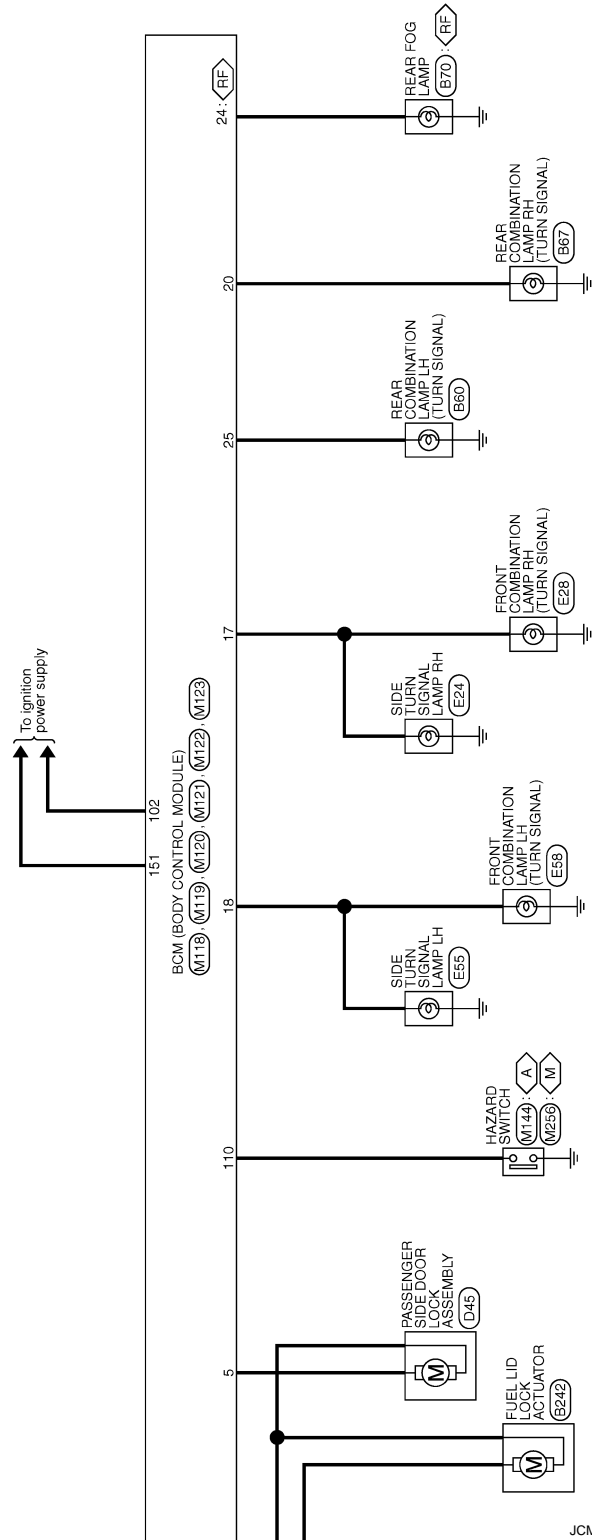 24 : RF
REAR FOG
LAMP
B70 : RF
20
REAR
COMBINATION
LAMP RH
(TURN SIGNAL)
B67
25
REAR
COMBINATION
LAMP LH
(TURN SIGNAL)
B60
17
FRONT
COMBINATION
LAMP RH
(TURN SIGNAL)
E28
SIDE
TURN
SIGNAL
LAMP RH
E24
To ignition
power supply
102
151
BCM (BODY CONTROL MODULE)
M118 , M119 , M120 , M121 , M122 , M123
18
FRONT
COMBINATION
LAMP LH
(TURN SIGNAL)
E58
SIDE
TURN
SIGNAL
LAMP LH
E55
110
HAZARD
SWITCH
M144 : A
M256 : M
5
PASSENGER
SIDE DOOR
LOCK
ASSEMBLY
D45
M
FUEL LID
LOCK
ACTUATOR
B242
M
JCM